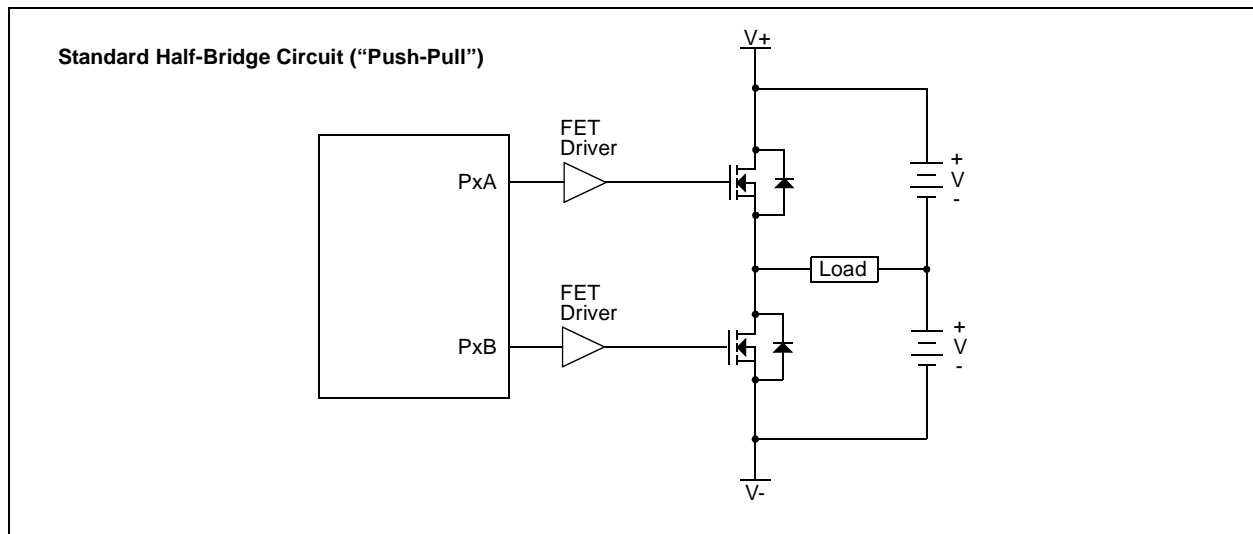 Standard Half-Bridge Circuit (“Push-Pull”)
V+
FET
Driver
PxA
+
V
-
Load
FET
Driver
PxB
+
V
-
V-